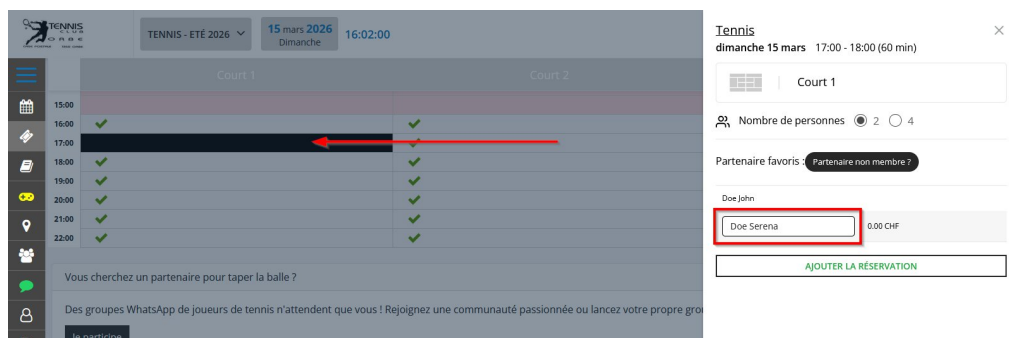 TENNIS
CLUB
ORBE
TENNIS - ETÉ 2026
15 mars 2026
Dimanche
16:02:00
Court 1
Court 2
15:00
16:00
17:00
18:00
19:00
20:00
21:00
22:00
Vous cherchez un partenaire pour taper la balle ?
Des groupes WhatsApp de joueurs de tennis n'attendent que vous ! Rejoignez une communauté passionnée ou lancez votre propre grou
Je participe
Tennis
dimanche 15 mars 17:00 - 18:00 (60 min)
Court 1
Nombre de personnes 2 4
Partenaire favoris : Partenaire non membre ?
Doe John
Doe Serena 0.00 CHF
AJOUTER LA RÉSERVATION